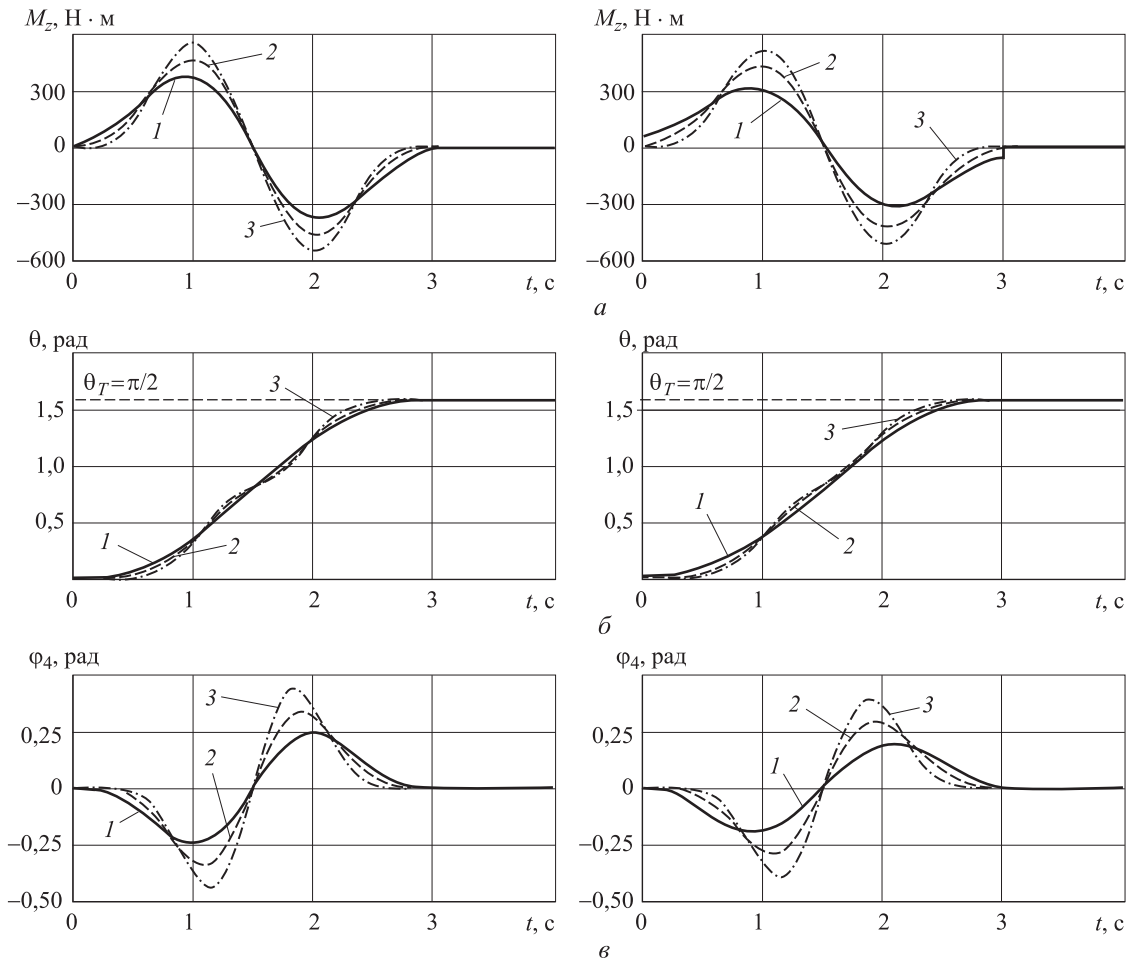 M_z, Н · м
2
300
1
0
–300
3
–600
0 1 2 3 t, с
M_z, Н · м
2
300
1
3
0
–300
–600
0 1 2 3 t, с
а
θ, рад
θ_T = π/2
3
1,5
1,0
0,5
1
2
0 1 2 3 t, с
θ, рад
θ_T = π/2
1,5
3
1,0
1
0,5
2
0 1 2 3 t, с
б
φ₄, рад
3
0,25
2
0
1
–0,25
–0,50
0 1 2 3 t, с
φ₄, рад
2
3
0,25
1
0
–0,25
–0,50
0 1 2 3 t, с
в